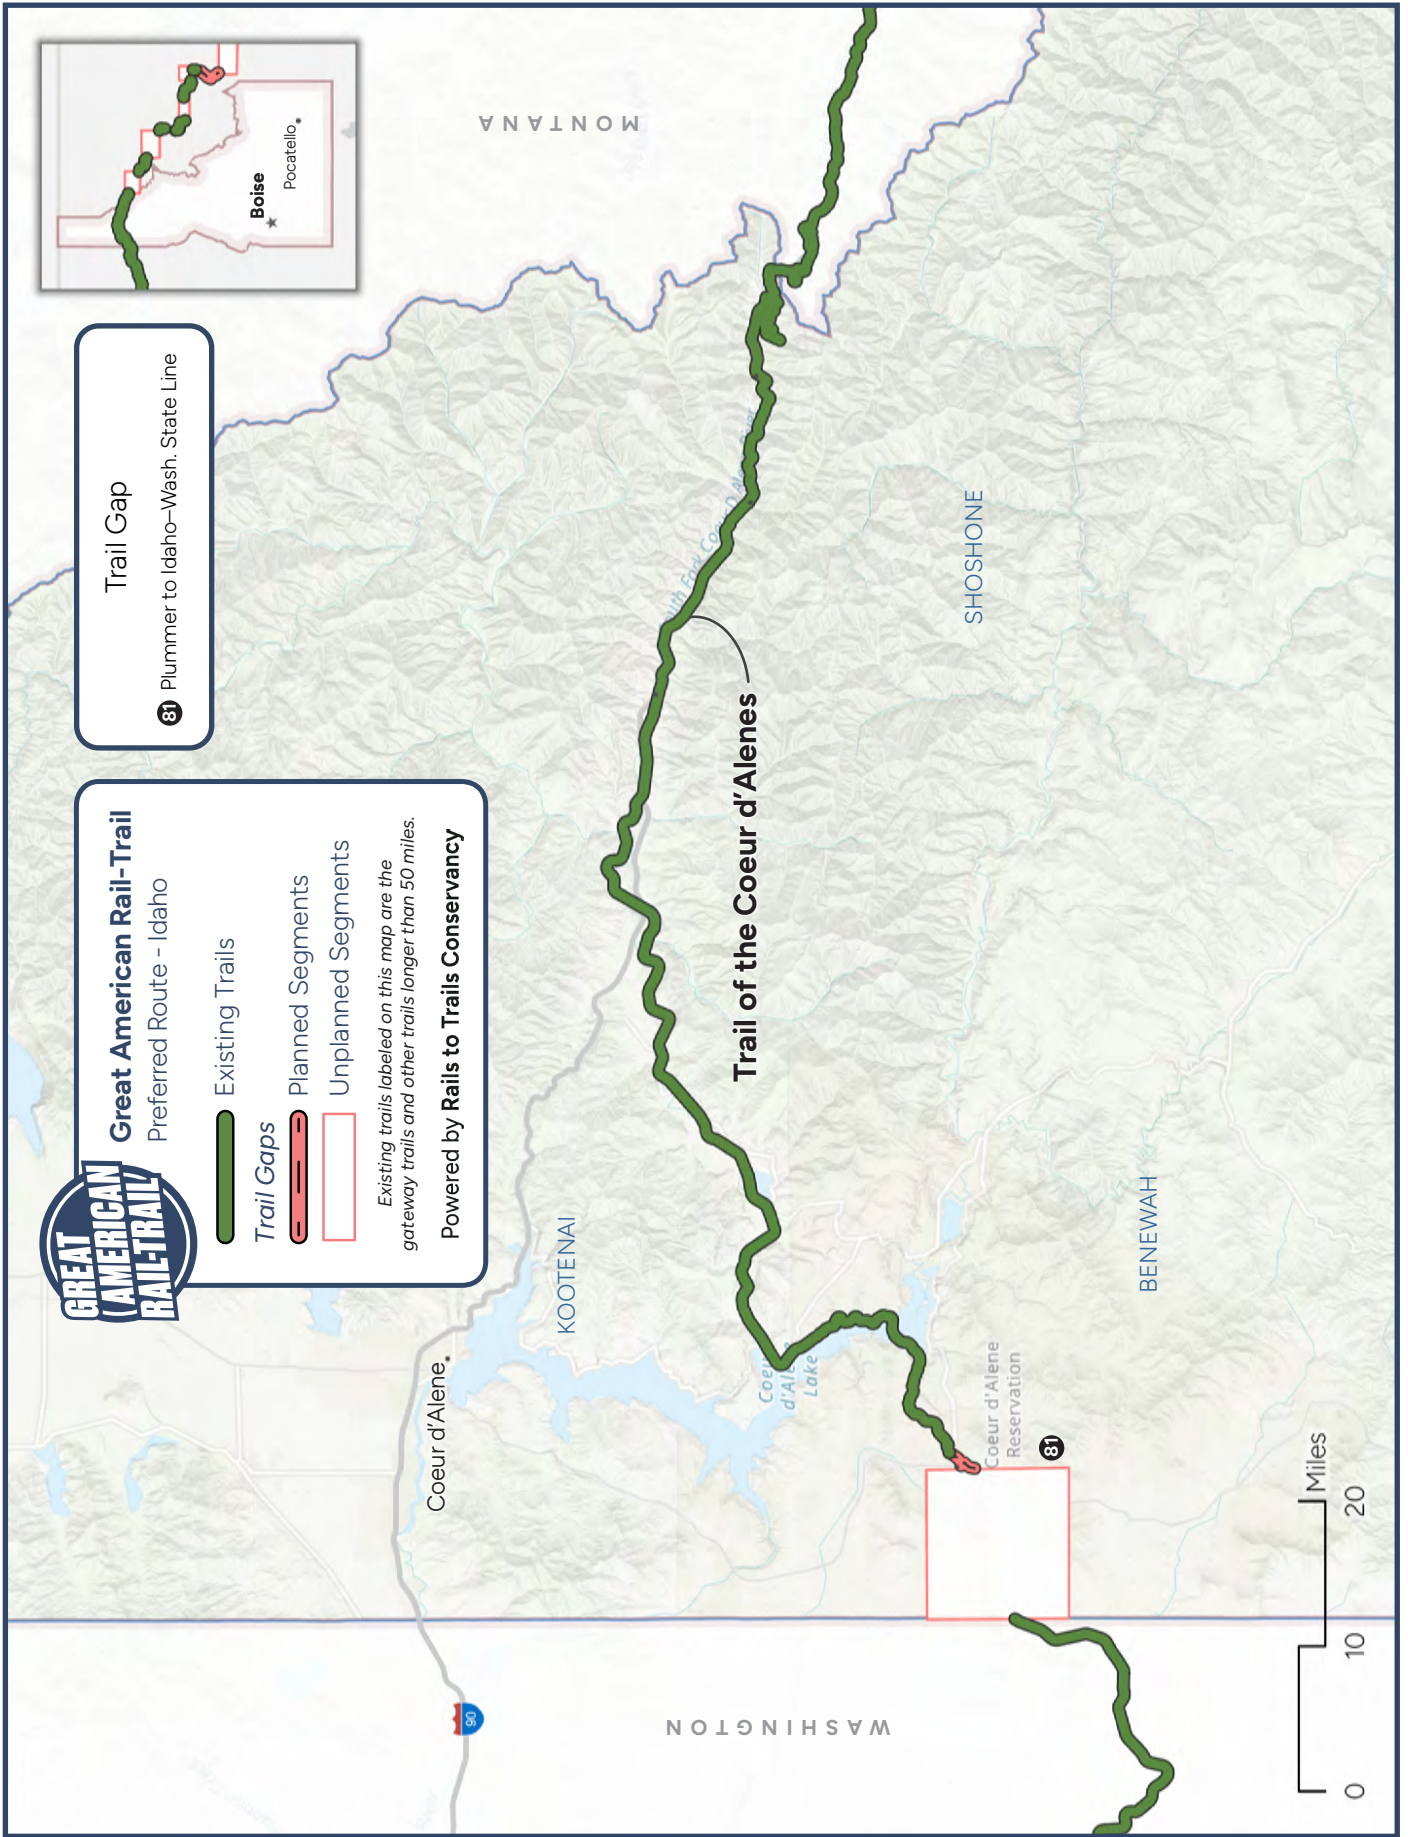 GREAT
AMERICAN
RAIL-TRAIL
Great American Rail-Trail
Preferred Route - Idaho
Existing Trails
Trail Gaps
Planned Segments
Unplanned Segments
Existing trails labeled on this map are the
gateway trails and other trails longer than 50 miles.
Powered by Rails to Trails Conservancy
Trail Gap
81 Plummer to Idaho–Wash. State Line
Boise
Pocatello
MONTANA
WASHINGTON
90
Coeur d'Alene
KOOTENAI
Coeur
d'Alene
Lake
Trail of the Coeur d'Alenes
SHOSHONE
BENEWAH
Coeur d'Alene
Reservation
81
Miles
0 10 20